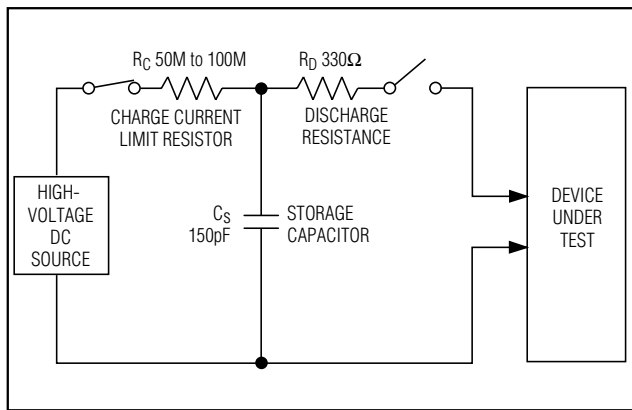 R_C 50M to 100M
CHARGE CURRENT
LIMIT RESISTOR
R_D 330Ω
DISCHARGE
RESISTANCE
HIGH-
VOLTAGE
DC
SOURCE
C_S
150pF
STORAGE
CAPACITOR
DEVICE
UNDER
TEST